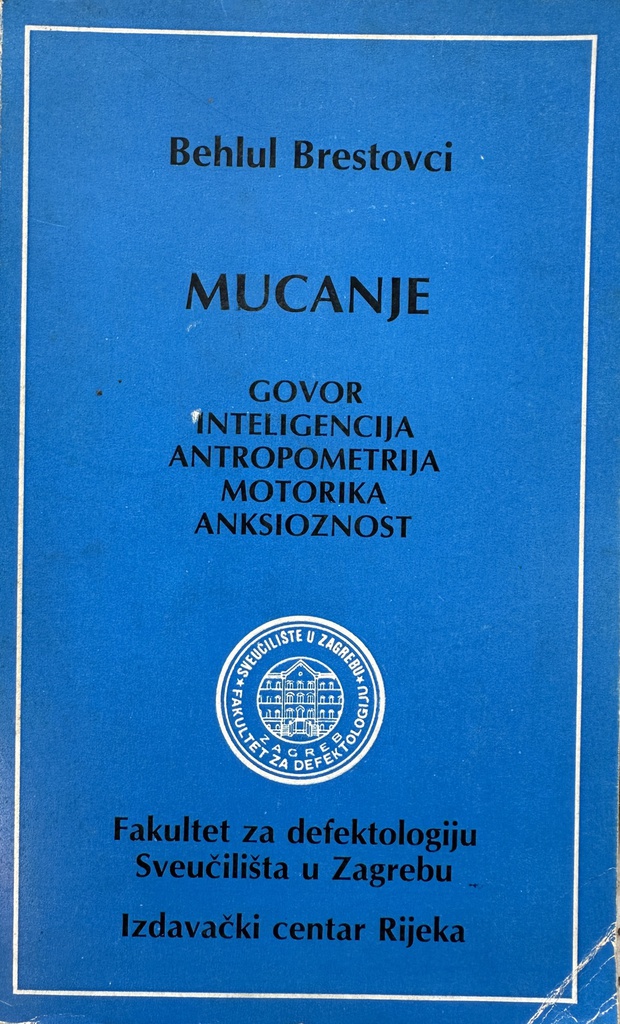 Behlul Brestovci
MUCANJE
GOVOR
INTELIGENCIJA
ANTROPOMETRIJA
MOTORIKA
ANKSIOZNOST
★ SVEUČILIŠTE U ZAGREBU ★
FAKULTET ZA DEFEKTOLOGIJU
ZAGREB
Fakultet za defektologiju
Sveučilišta u Zagrebu
Izdavački centar Rijeka